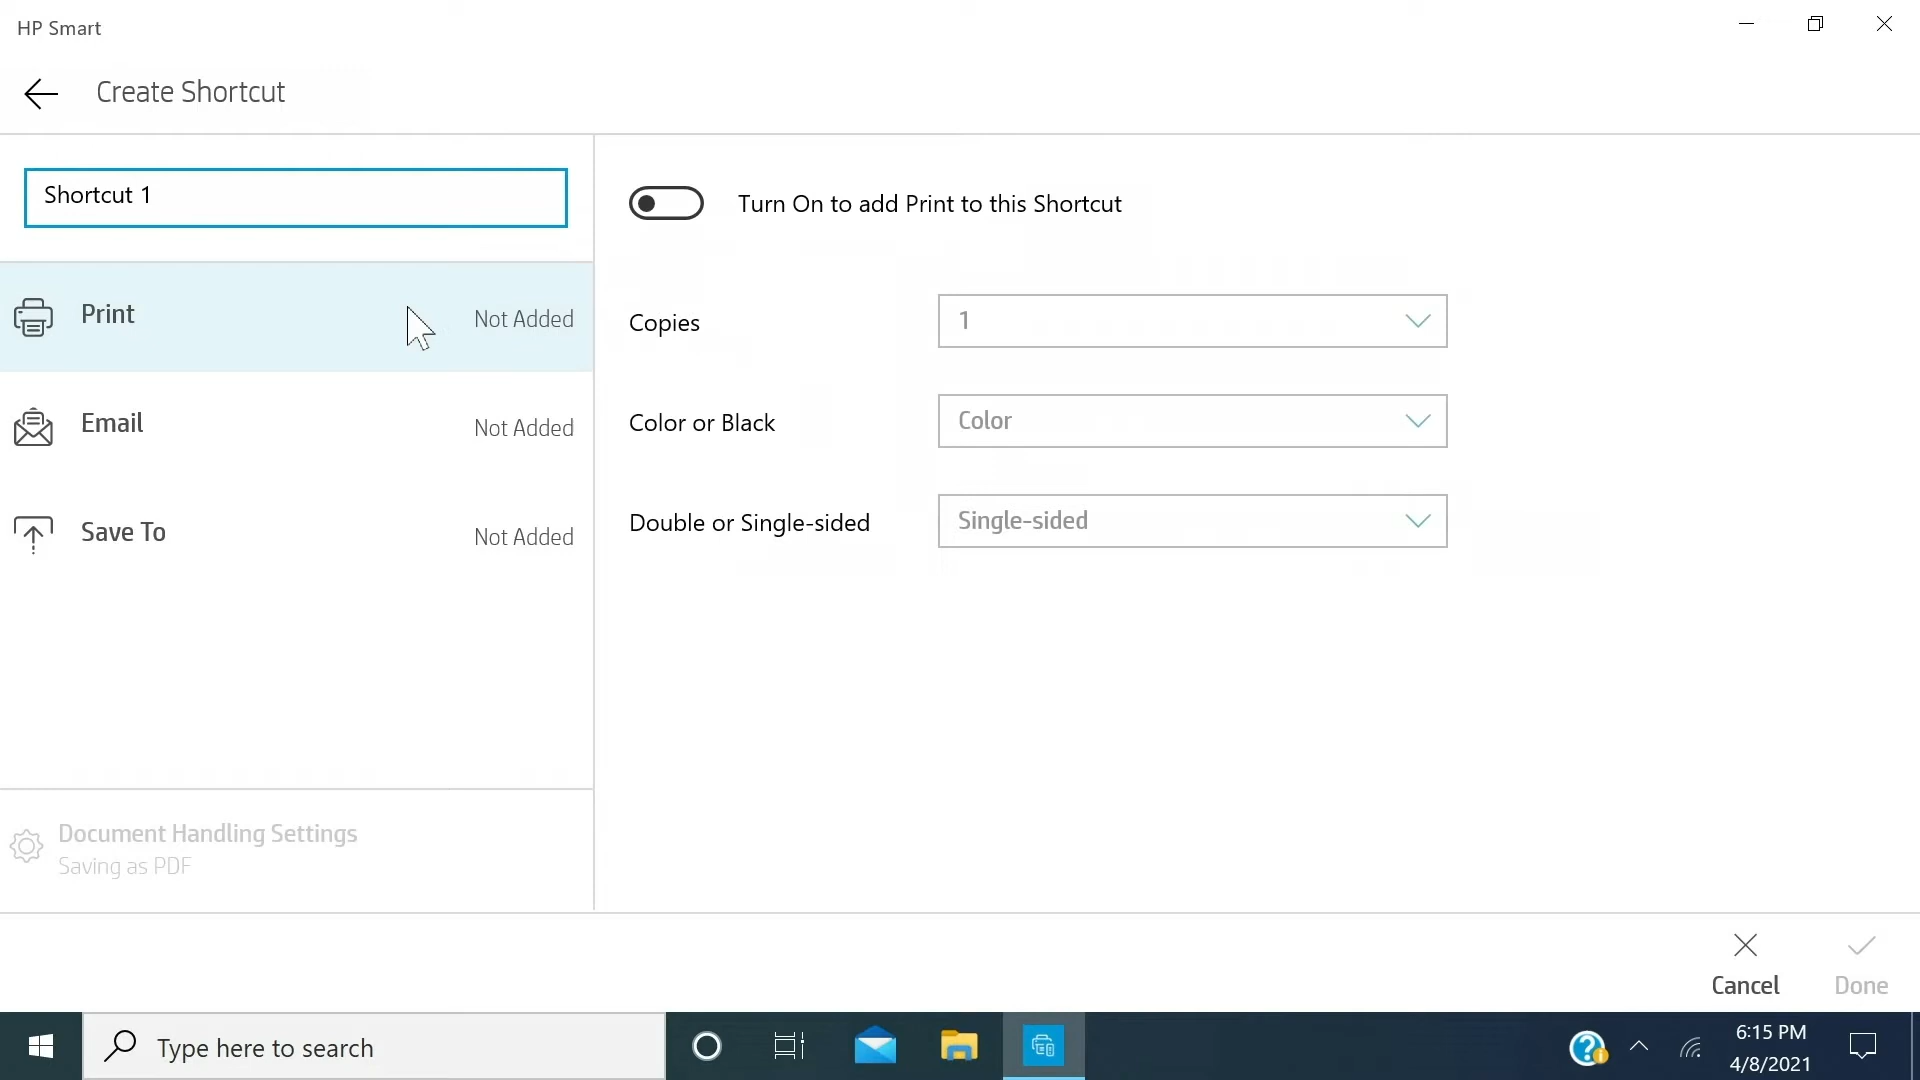 HP Smart
Create Shortcut
Shortcut 1
Turn On to add Print to this Shortcut
Print
Not Added
Copies
1
Email
Not Added
Color or Black
Color
Save To
Not Added
Double or Single-sided
Single-sided
Document Handling Settings
Saving as PDF
Cancel
Done
Type here to search
6:15 PM
4/8/2021